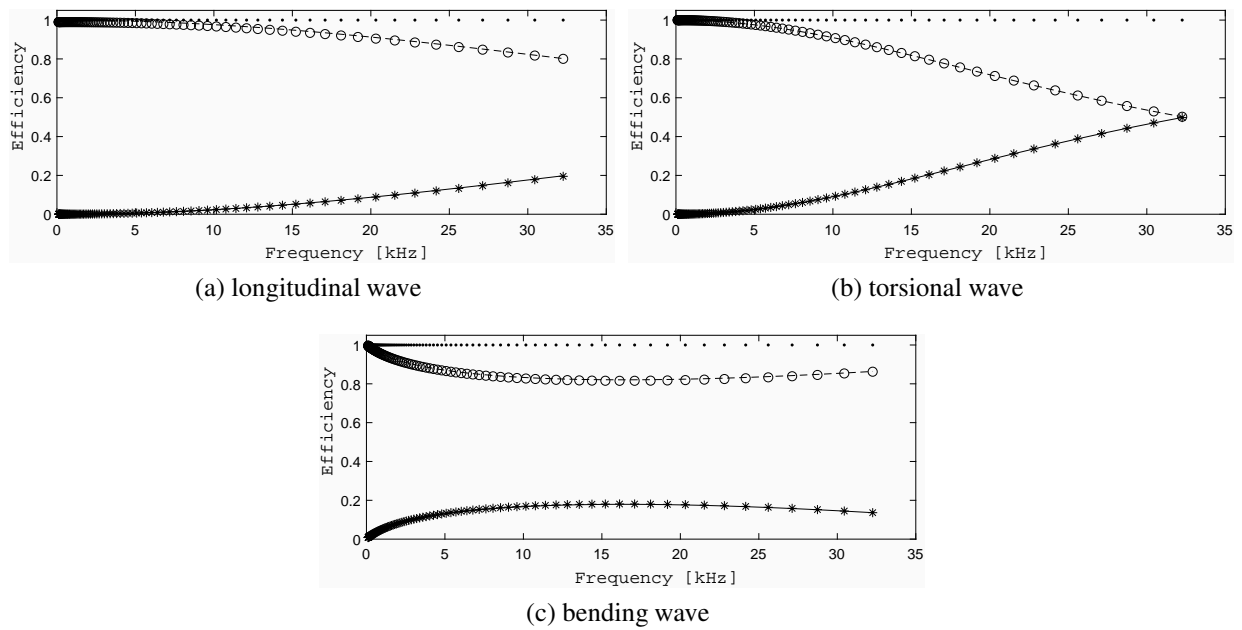 1
0.8
0.6
0.4
0.2
0
Efficiency
0 5 10 15 20 25 30 35
Frequency [kHz]
(a) longitudinal wave
1
0.8
0.6
0.4
0.2
0
Efficiency
0 5 10 15 20 25 30 35
Frequency [kHz]
(b) torsional wave
1
0.8
0.6
0.4
0.2
0
Efficiency
0 5 10 15 20 25 30 35
Frequency [kHz]
(c) bending wave